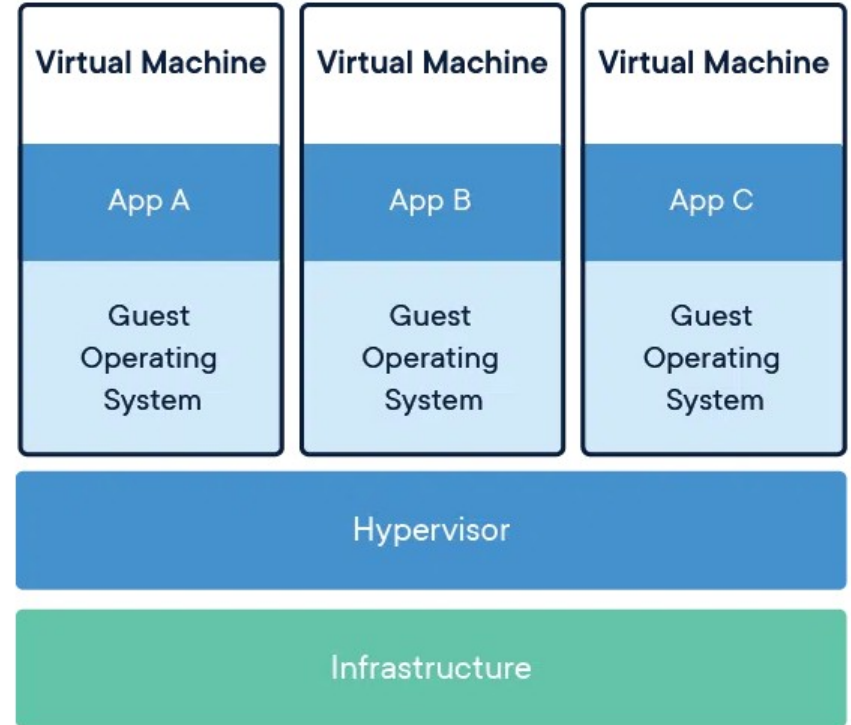 Virtual Machine
Virtual Machine
Virtual Machine
App A
App B
App C
Guest
Operating
System
Guest
Operating
System
Guest
Operating
System
Hypervisor
Infrastructure